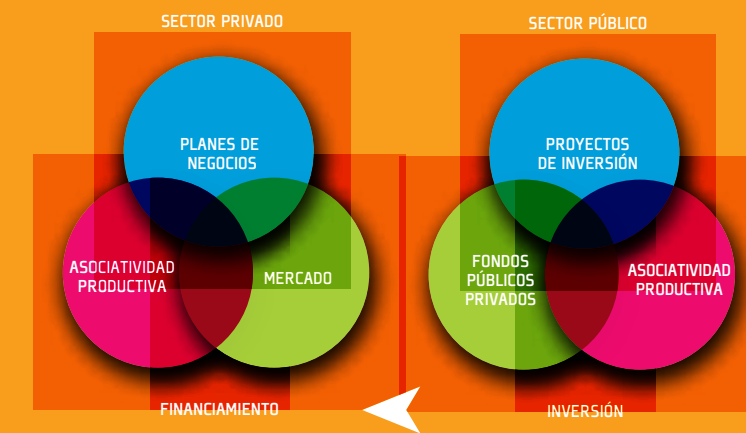 SECTOR PRIVADO
PLANES DE
NEGOCIOS
ASOCIATIVIDAD
PRODUCTIVA
MERCADO
FINANCIAMIENTO
SECTOR PÚBLICO
PROYECTOS
DE INVERSIÓN
FONDOS
PÚBLICOS
PRIVADOS
ASOCIATIVIDAD
PRODUCTIVA
INVERSIÓN